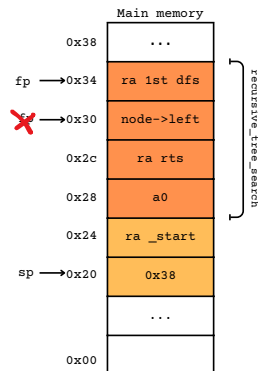 Main memory
0x38 ...
fp 0x34 ra 1st dfs
fp 0x30 node->left
0x2c ra rts
0x28 a0
0x24 ra _start
sp 0x20 0x38
...
0x00
recursive_tree_search